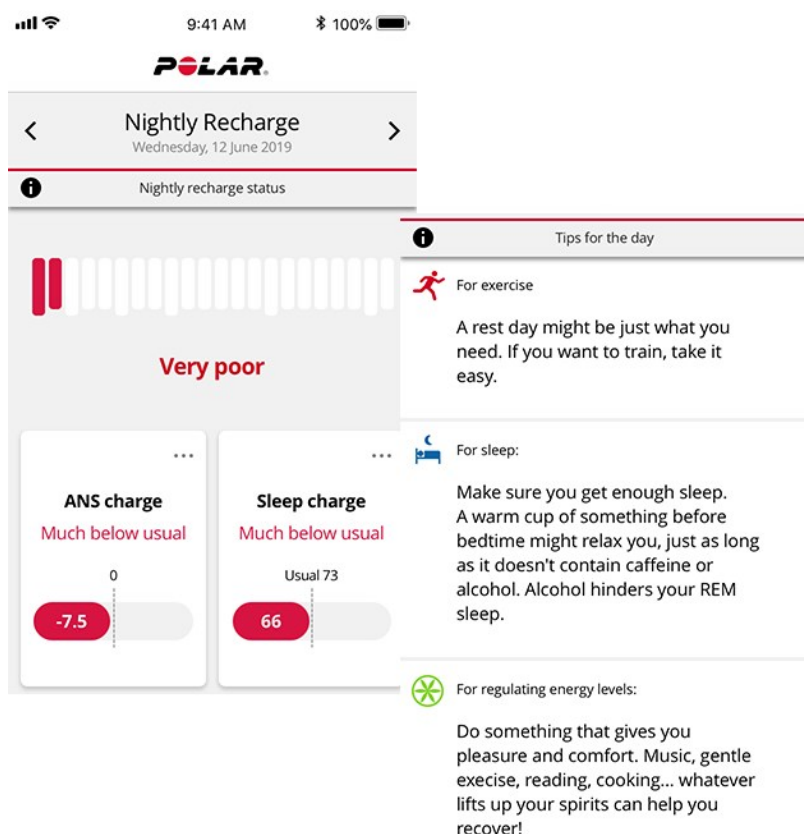 9:41 AM
100%
POLAR
Nightly Recharge
Wednesday, 12 June 2019
Nightly recharge status
Very poor
ANS charge
Much below usual
0
-7.5
Sleep charge
Much below usual
Usual 73
66
Tips for the day
For exercise
A rest day might be just what you
need. If you want to train, take it
easy.
For sleep:
Make sure you get enough sleep.
A warm cup of something before
bedtime might relax you, just as long
as it doesn't contain caffeine or
alcohol. Alcohol hinders your REM
sleep.
For regulating energy levels:
Do something that gives you
pleasure and comfort. Music, gentle
execise, reading, cooking... whatever
lifts up your spirits can help you
recover!